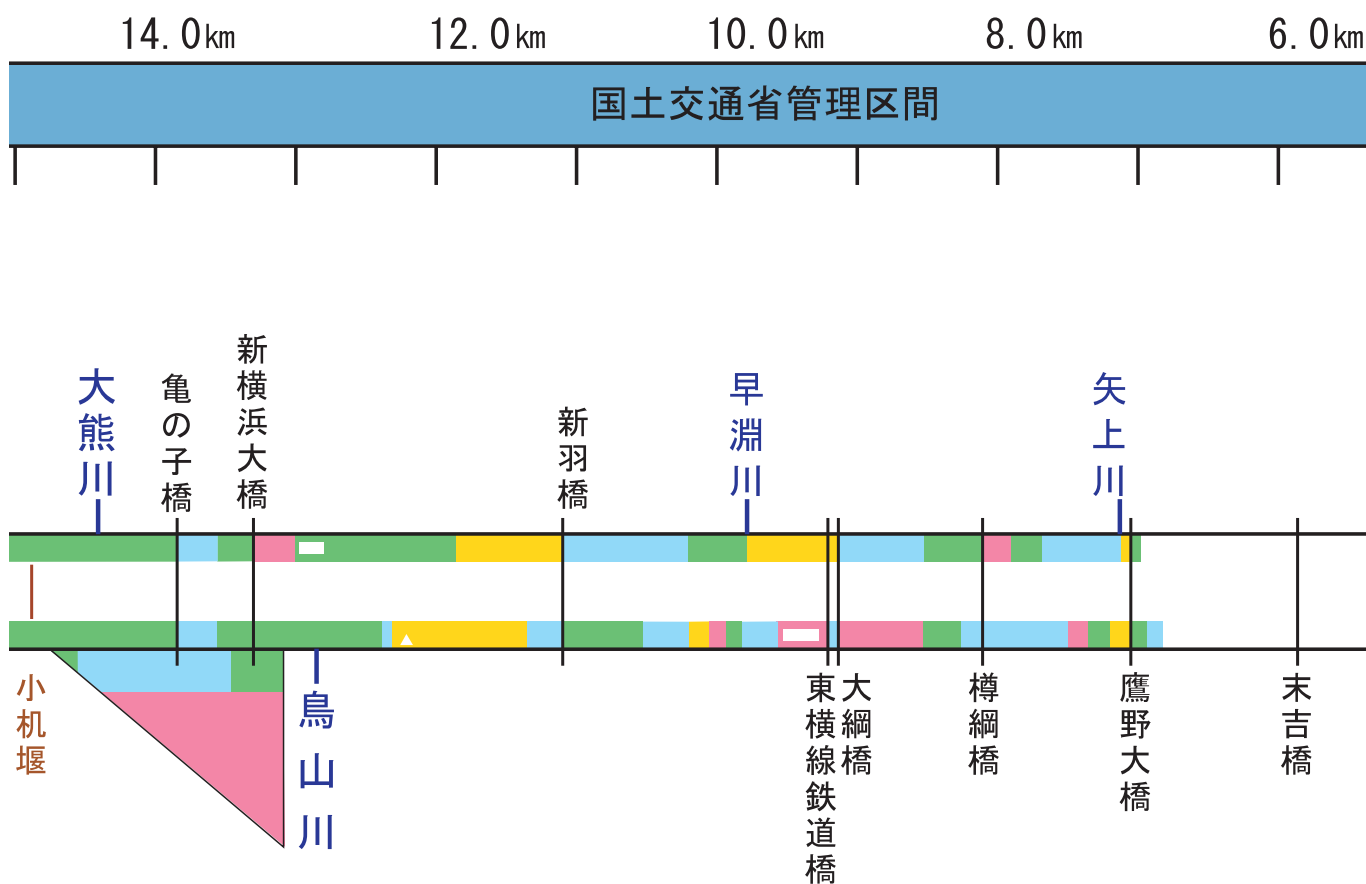 14.0km
12.0km
10.0km
8.0km
6.0km
国土交通省管理区間
大熊川
亀の子橋
新横浜大橋
新羽橋
早淵川
矢上川
小机堰
鳥山川
東横線鉄道橋
大綱橋
樽綱橋
鷹野大橋
末吉橋